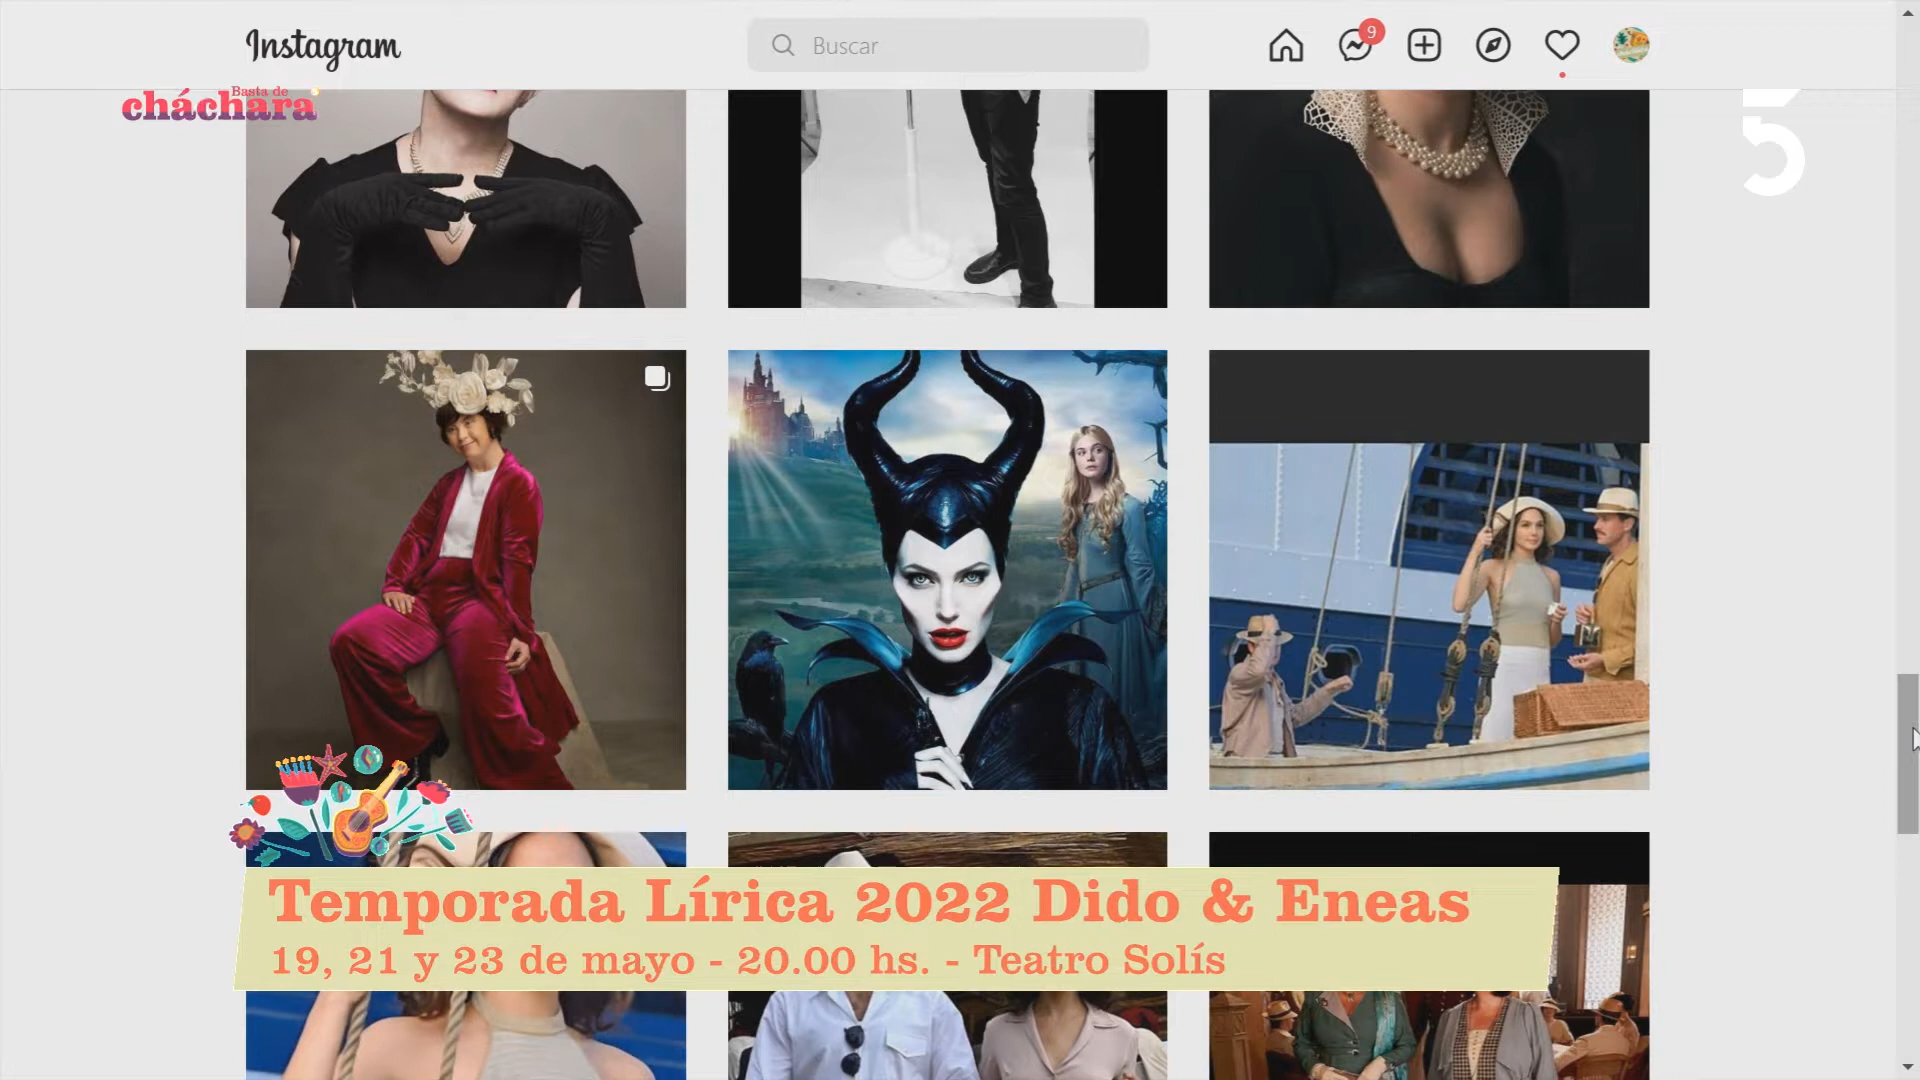 Instagram
Buscar
9
Basta de
cháchara
5
Temporada Lírica 2022 Dido & Eneas
19, 21 y 23 de mayo - 20.00 hs. - Teatro Solís